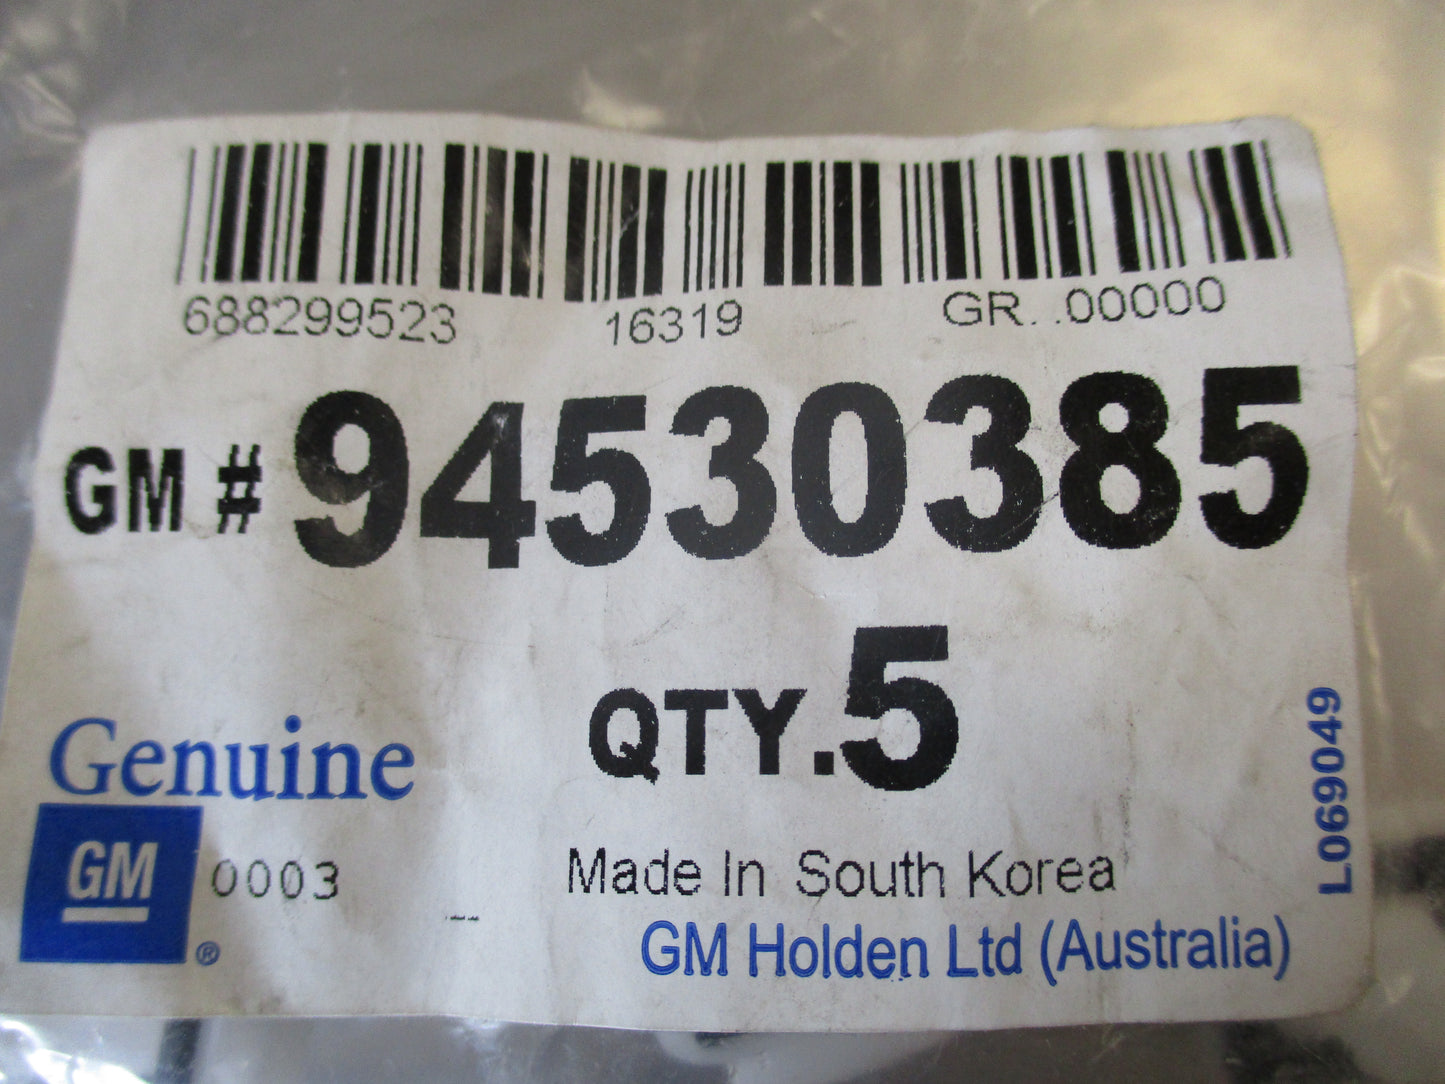 688299523 16319 GR. .00000
GM # 94530385
QTY.5
Genuine
GM ®
0003
Made In South Korea
GM Holden Ltd (Australia)
L069049